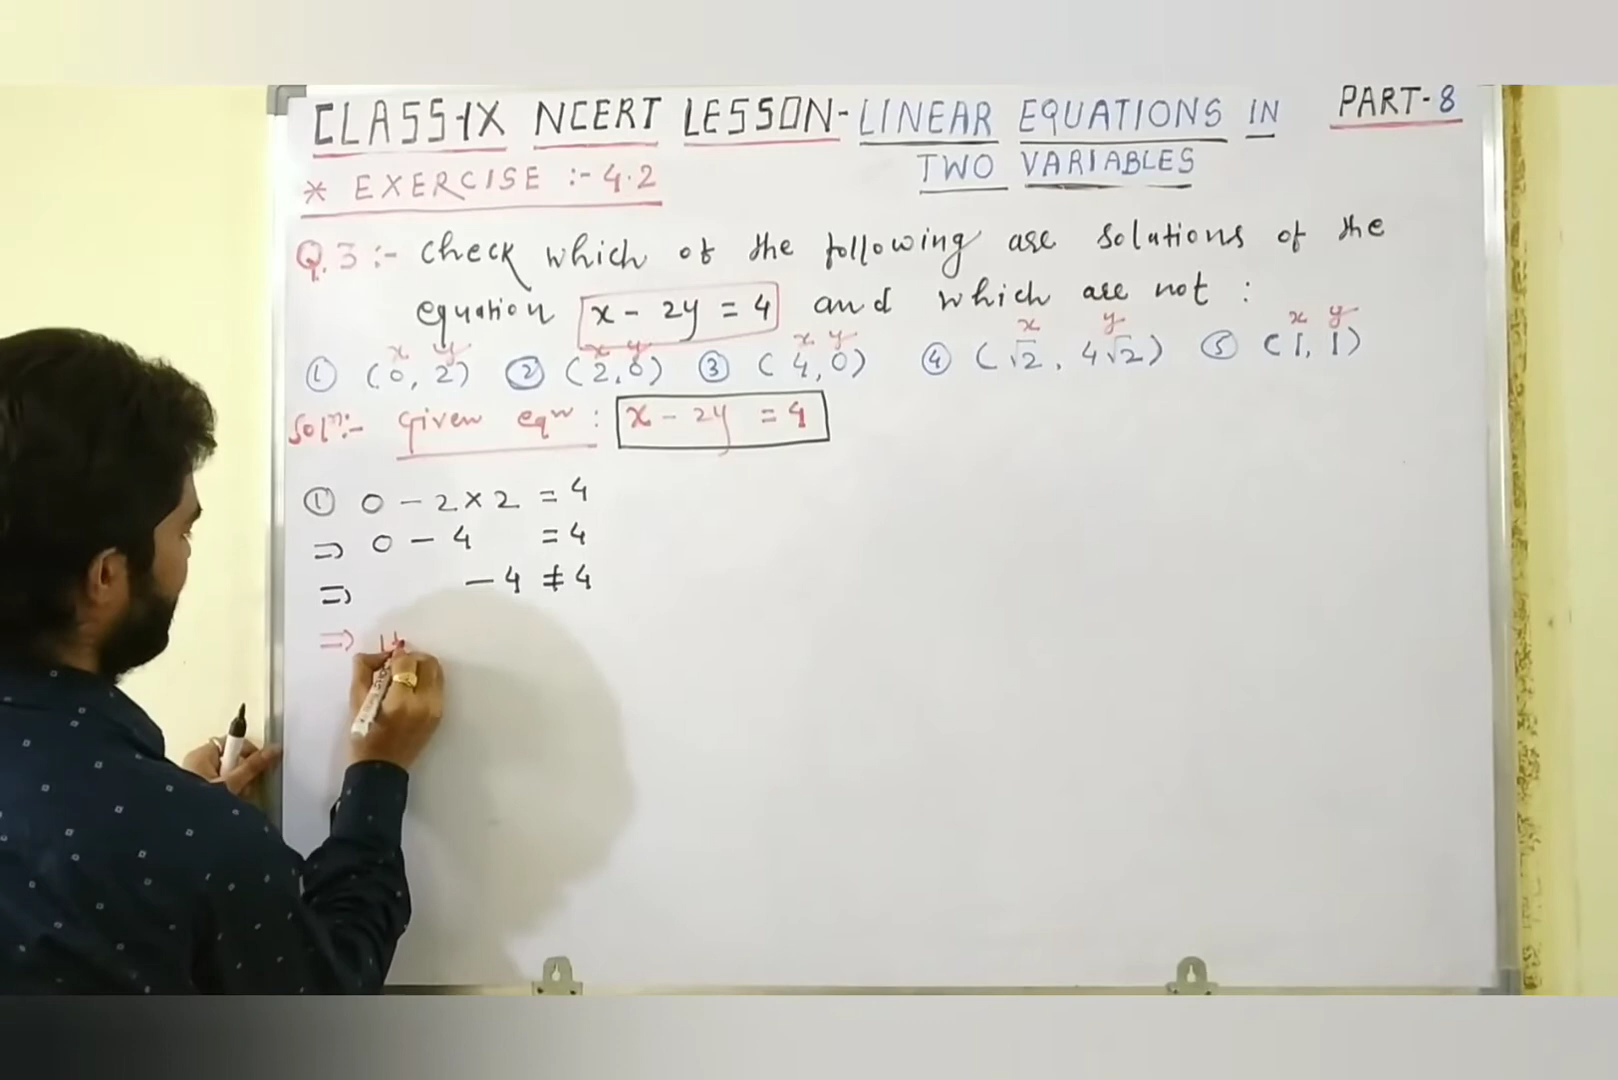 CLASS-IX NCERT LESSON-LINEAR EQUATIONS IN PART-8
TWO VARIABLES
* EXERCISE :- 4.2
Q.3:- Check which of the following are solutions of the
equation x - 2y = 4 and which are not :
x y x y x y x y x y
① (0, 2) ② (2,0) ③ (4,0) ④ (√2, 4√2) ⑤ (1, 1)
Solⁿ:- Given eqn : x - 2y = 4
① 0 - 2×2 = 4
⇒ 0 - 4 = 4
⇒ -4 ≠ 4
⇒ It